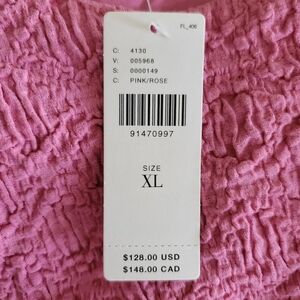 FL_406
C: 4130
V: 005968
S: 0000149
C: PINK/ROSE
91470997
SIZE
XL
$128.00 USD
$148.00 CAD